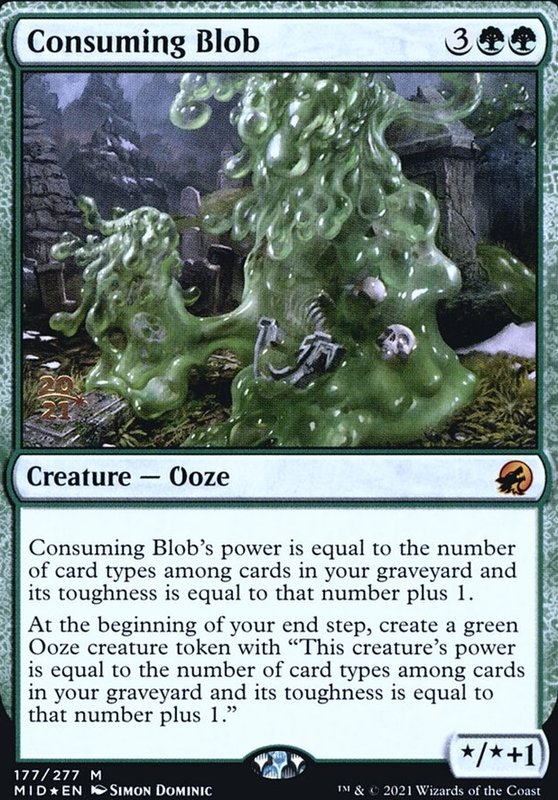 Consuming Blob 3
20
21
Creature — Ooze
Consuming Blob's power is equal to the number
of card types among cards in your graveyard and
its toughness is equal to that number plus 1.
At the beginning of your end step, create a green
Ooze creature token with “This creature's power
is equal to the number of card types among cards
in your graveyard and its toughness is equal to
that number plus 1.”
★/★+1
177/277 M
MID★EN SIMON DOMINIC
™ & © 2021 Wizards of the Coast